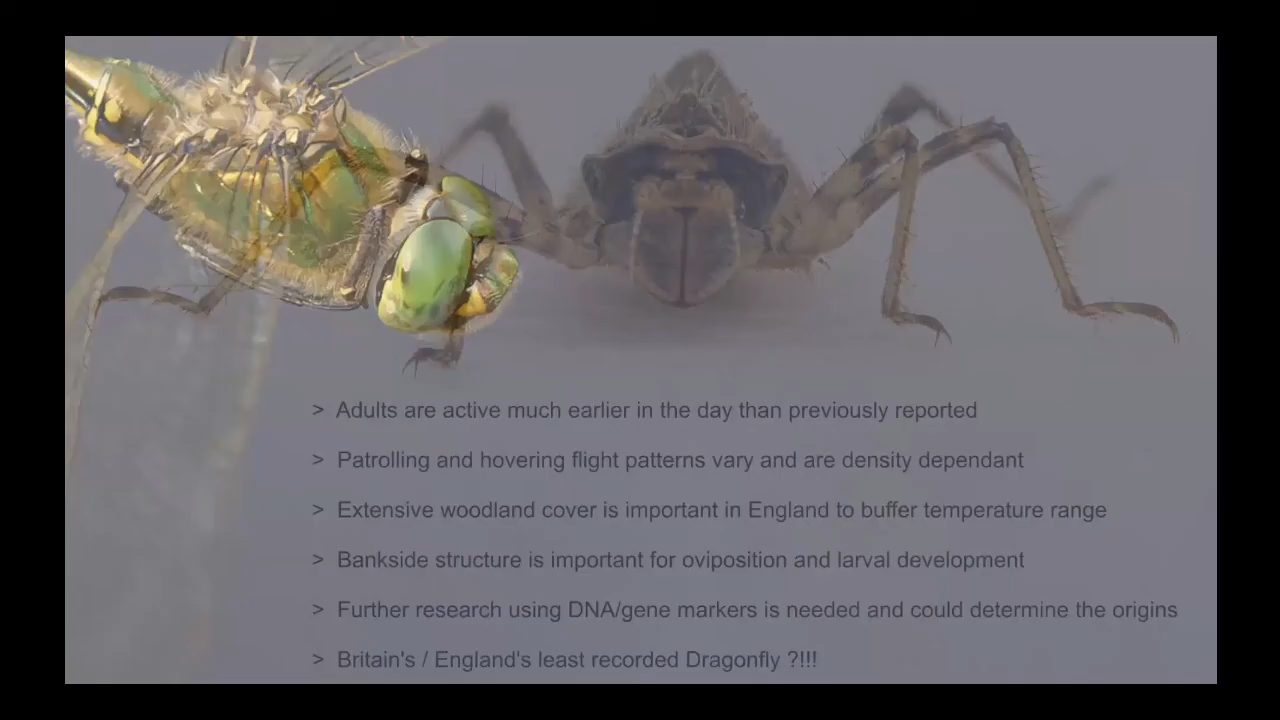 > Adults are active much earlier in the day than previously reported
> Patrolling and hovering flight patterns vary and are density dependant
> Extensive woodland cover is important in England to buffer temperature range
> Bankside structure is important for oviposition and larval development
> Further research using DNA/gene markers is needed and could determine the origins
> Britain's / England's least recorded Dragonfly ?!!!